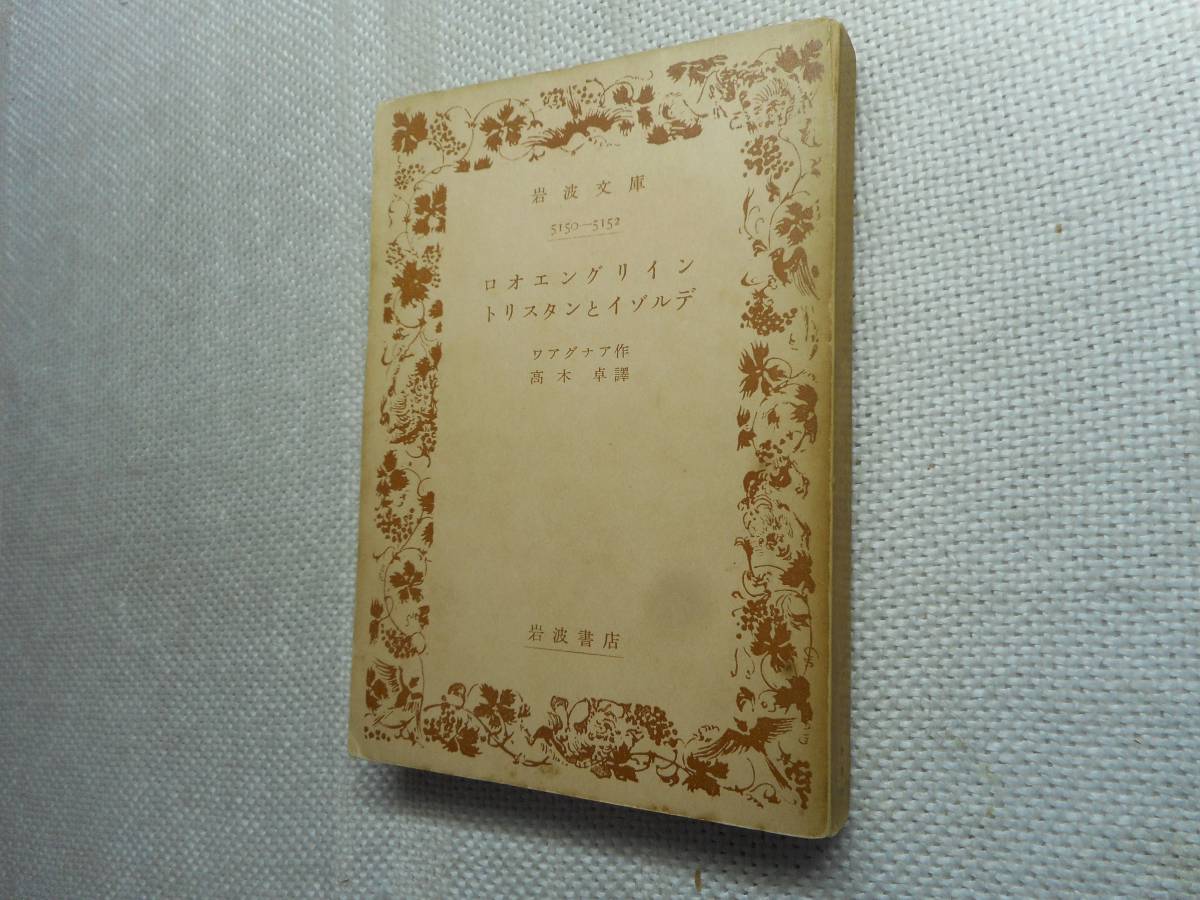 岩波文庫
5150—5152
ロオエングリイン
トリスタンとイゾルデ
ワアグナア作
高木卓譯
岩波書店